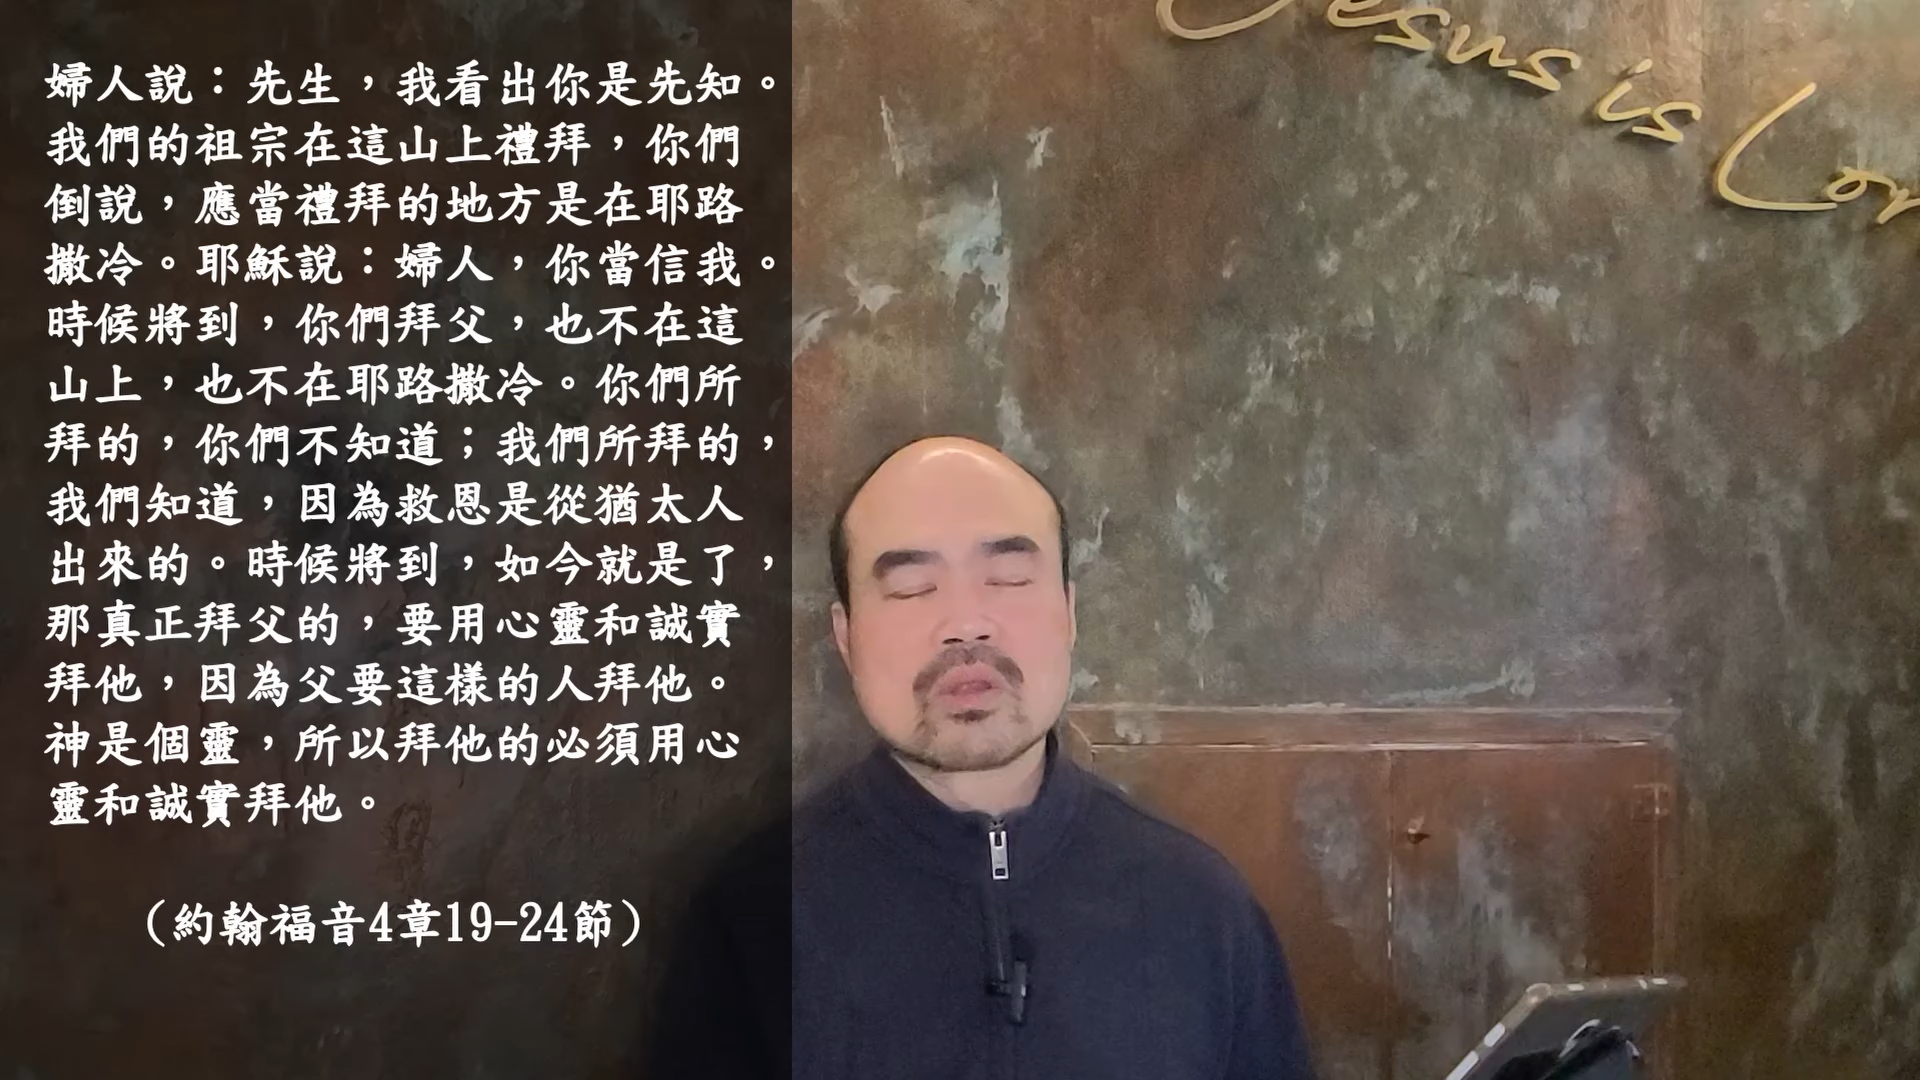 婦人說：先生，我看出你是先知。
我們的祖宗在這山上禮拜，你們
倒說，應當禮拜的地方是在耶路
撒冷。耶穌說：婦人，你當信我。
時候將到，你們拜父，也不在這
山上，也不在耶路撒冷。你們所
拜的，你們不知道；我們所拜的，
我們知道，因為救恩是從猶太人
出來的。時候將到，如今就是了，
那真正拜父的，要用心靈和誠實
拜他，因為父要這樣的人拜他。
神是個靈，所以拜他的必須用心
靈和誠實拜他。
（約翰福音4章19-24節）
Jesus is